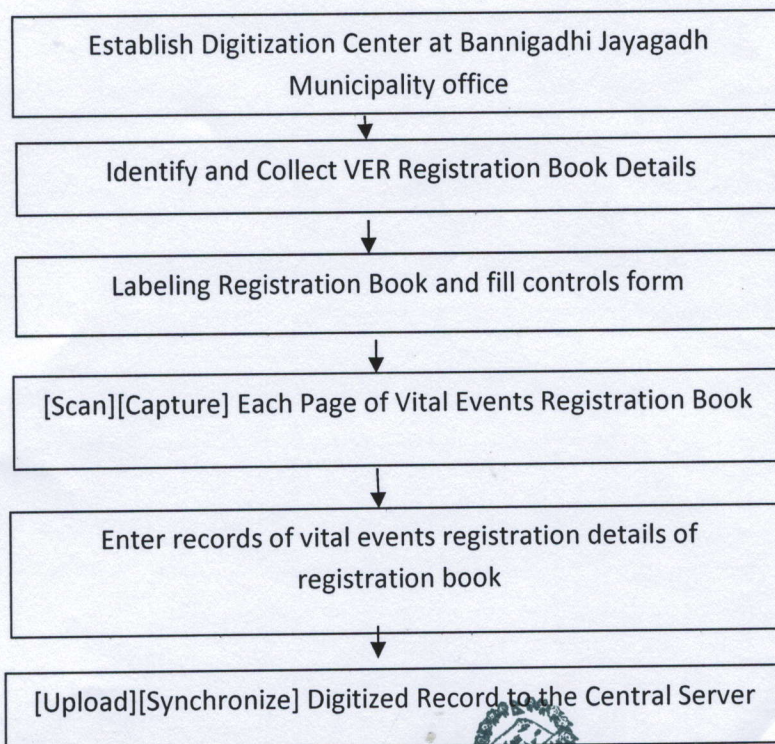 Establish Digitization Center at Bannigadhi Jayagadh
Municipality office
Identify and Collect VER Registration Book Details
Labeling Registration Book and fill controls form
[Scan][Capture] Each Page of Vital Events Registration Book
Enter records of vital events registration details of
registration book
[Upload][Synchronize] Digitized Record to the Central Server